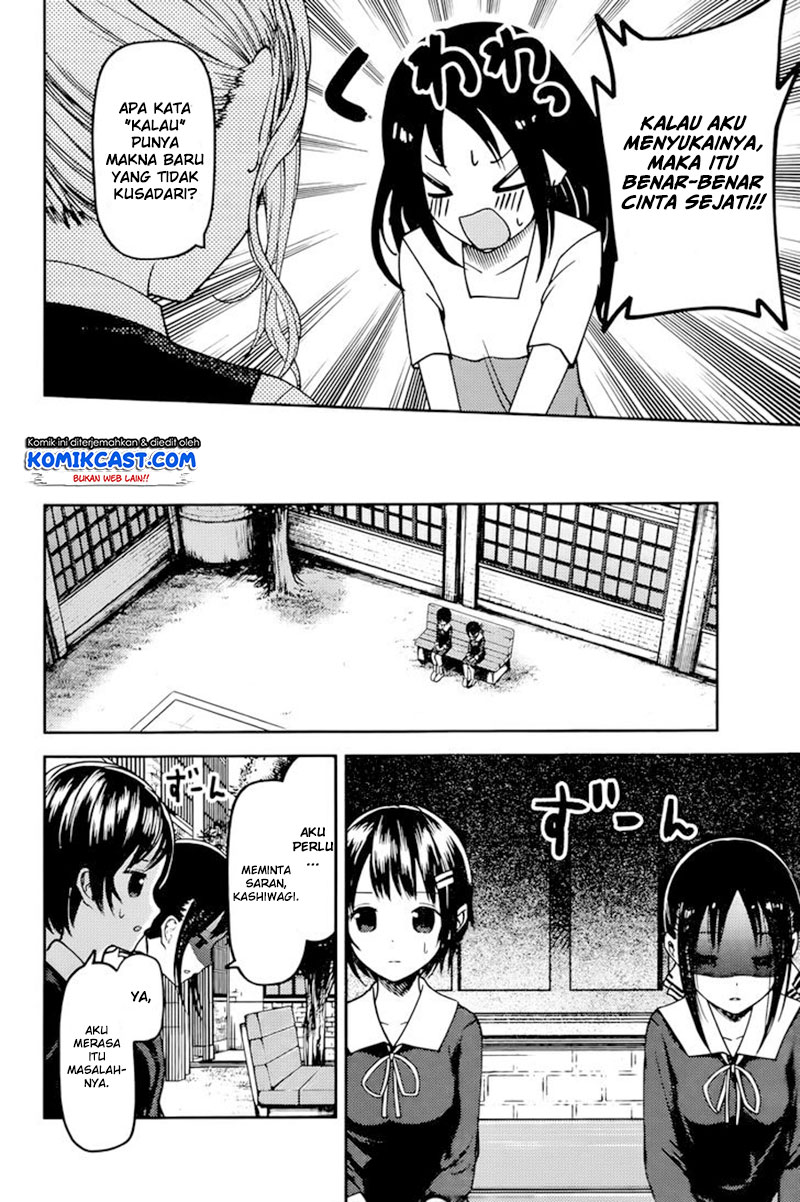 KALAU AKU
MENYUKAINYA,
MAKA ITU
BENAR-BENAR
CINTA SEJATI!!
くわわっ
APA KATA
"KALAU"
PUNYA
MAKNA BARU
YANG TIDAK
KUSADARI?
Komik ini diterjemahkan & diedit oleh
KOMIKCAST.COM
BUKAN WEB LAIN!!
ずーん
ずーん
AKU
PERLU
...
MEMINTA
SARAN,
KASHIWAGI.
YA,
AKU
MERASA
ITU
MASALAH-
NYA.